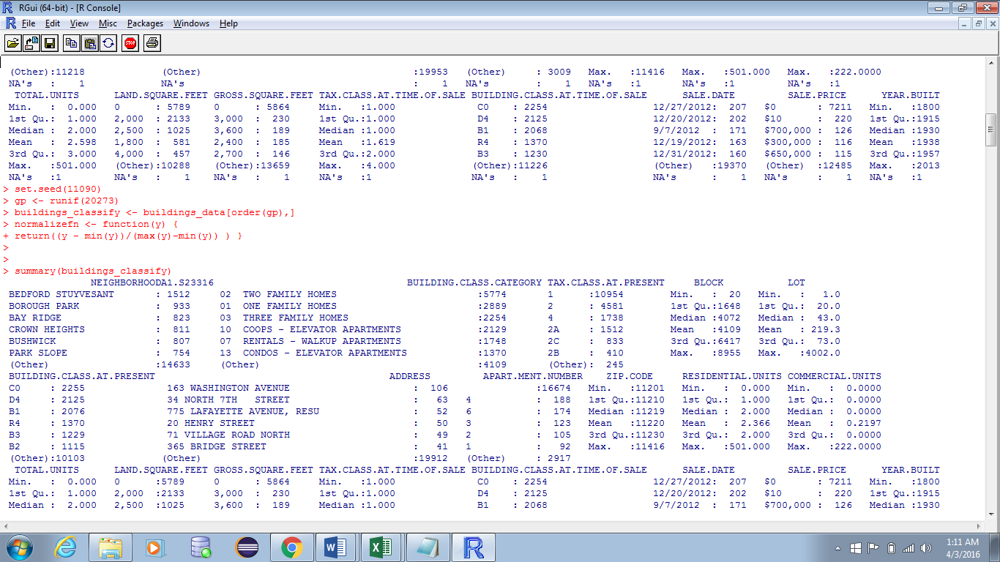 RGui (64-bit) - [R Console]
File Edit View Misc Packages Windows Help
STOP
(Other):11218 (Other) :19953 (Other) : 3009 Max. :11416 Max. :501.000 Max. :222.0000
NA's : 1 NA's : 1 NA's : 1 NA's :1 NA's :1 NA's :1
TOTAL.UNITS LAND.SQUARE.FEET GROSS.SQUARE.FEET TAX.CLASS.AT.TIME.OF.SALE BUILDING.CLASS.AT.TIME.OF.SALE SALE.DATE SALE.PRICE YEAR.BUILT
Min. : 0.000 0 : 5789 0 : 5864 Min. :1.000 C0 : 2254 12/27/2012: 207 $0 : 7211 Min. :1800
1st Qu.: 1.000 2,000 : 2133 3,000 : 230 1st Qu.:1.000 D4 : 2125 12/20/2012: 202 $10 : 220 1st Qu.:1915
Median : 2.000 2,500 : 1025 3,600 : 189 Median :1.000 B1 : 2068 9/7/2012 : 171 $700,000 : 126 Median :1930
Mean : 2.598 1,800 : 581 2,400 : 185 Mean :1.619 R4 : 1370 12/19/2012: 163 $300,000 : 116 Mean :1938
3rd Qu.: 3.000 4,000 : 457 2,700 : 146 3rd Qu.:2.000 B3 : 1230 12/31/2012: 160 $650,000 : 115 3rd Qu.:1957
Max. :501.000 (Other):10288 (Other):13659 Max. :4.000 (Other):11226 (Other) :19370 (Other) :12485 Max. :2013
NA's :1 NA's : 1 NA's : 1 NA's :1 NA's : 1 NA's : 1 NA's : 1 NA's :1
> set.seed(11090)
> gp <- runif(20273)
> buildings_classify <- buildings_data[order(gp),]
> normalizefn <- function(y) {
+ return((y - min(y))/(max(y)-min(y)) ) }
>
>
> summary(buildings_classify)
NEIGHBORHOODA1.S23316 BUILDING.CLASS.CATEGORY TAX.CLASS.AT.PRESENT BLOCK LOT
BEDFORD STUYVESANT : 1512 02 TWO FAMILY HOMES :5774 1 :10954 Min. : 20 Min. : 1.0
BOROUGH PARK : 933 01 ONE FAMILY HOMES :2889 2 : 4581 1st Qu.:1648 1st Qu.: 20.0
BAY RIDGE : 823 03 THREE FAMILY HOMES :2254 4 : 1738 Median :4072 Median : 43.0
CROWN HEIGHTS : 811 10 COOPS - ELEVATOR APARTMENTS :2129 2A : 1512 Mean :4109 Mean : 219.3
BUSHWICK : 807 07 RENTALS - WALKUP APARTMENTS :1748 2C : 833 3rd Qu.:6417 3rd Qu.: 73.0
PARK SLOPE : 754 13 CONDOS - ELEVATOR APARTMENTS :1370 2B : 410 Max. :8955 Max. :4002.0
(Other) :14633 (Other) :4109 (Other): 245
BUILDING.CLASS.AT.PRESENT ADDRESS APART.MENT.NUMBER ZIP.CODE RESIDENTIAL.UNITS COMMERCIAL.UNITS
C0 : 2255 163 WASHINGTON AVENUE : 106 :16674 Min. :11201 Min. : 0.000 Min. : 0.0000
D4 : 2125 34 NORTH 7TH STREET : 63 4 : 188 1st Qu.:11210 1st Qu.: 1.000 1st Qu.: 0.0000
B1 : 2076 775 LAFAYETTE AVENUE, RESU : 52 6 : 174 Median :11219 Median : 2.000 Median : 0.0000
R4 : 1370 20 HENRY STREET : 50 3 : 123 Mean :11220 Mean : 2.366 Mean : 0.2197
B3 : 1229 71 VILLAGE ROAD NORTH : 49 2 : 105 3rd Qu.:11230 3rd Qu.: 2.000 3rd Qu.: 0.0000
B2 : 1115 365 BRIDGE STREET : 41 1 : 92 Max. :11416 Max. :501.000 Max. :222.0000
(Other):10103 (Other) :19912 (Other) : 2917
TOTAL.UNITS LAND.SQUARE.FEET GROSS.SQUARE.FEET TAX.CLASS.AT.TIME.OF.SALE BUILDING.CLASS.AT.TIME.OF.SALE SALE.DATE SALE.PRICE YEAR.BUILT
Min. : 0.000 0 :5789 0 : 5864 Min. :1.000 C0 : 2254 12/27/2012: 207 $0 : 7211 Min. :1800
1st Qu.: 1.000 2,000 :2133 3,000 : 230 1st Qu.:1.000 D4 : 2125 12/20/2012: 202 $10 : 220 1st Qu.:1915
Median : 2.000 2,500 :1025 3,600 : 189 Median :1.000 B1 : 2068 9/7/2012 : 171 $700,000 : 126 Median :1930
1:11 AM
4/3/2016